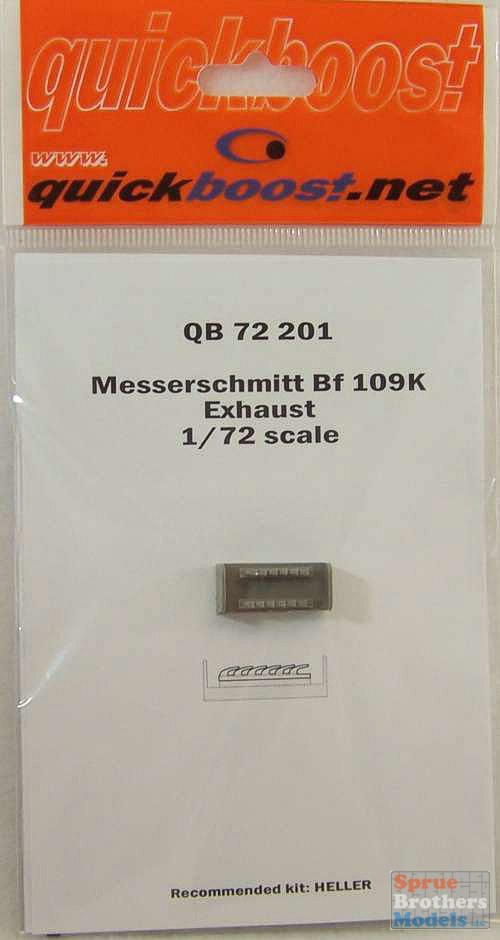 quickboost
www.
quickboost.net
QB 72 201
Messerschmitt Bf 109K
Exhaust
1/72 scale
Recommended kit: HELLER
Sprue
Brothers
Models LLC